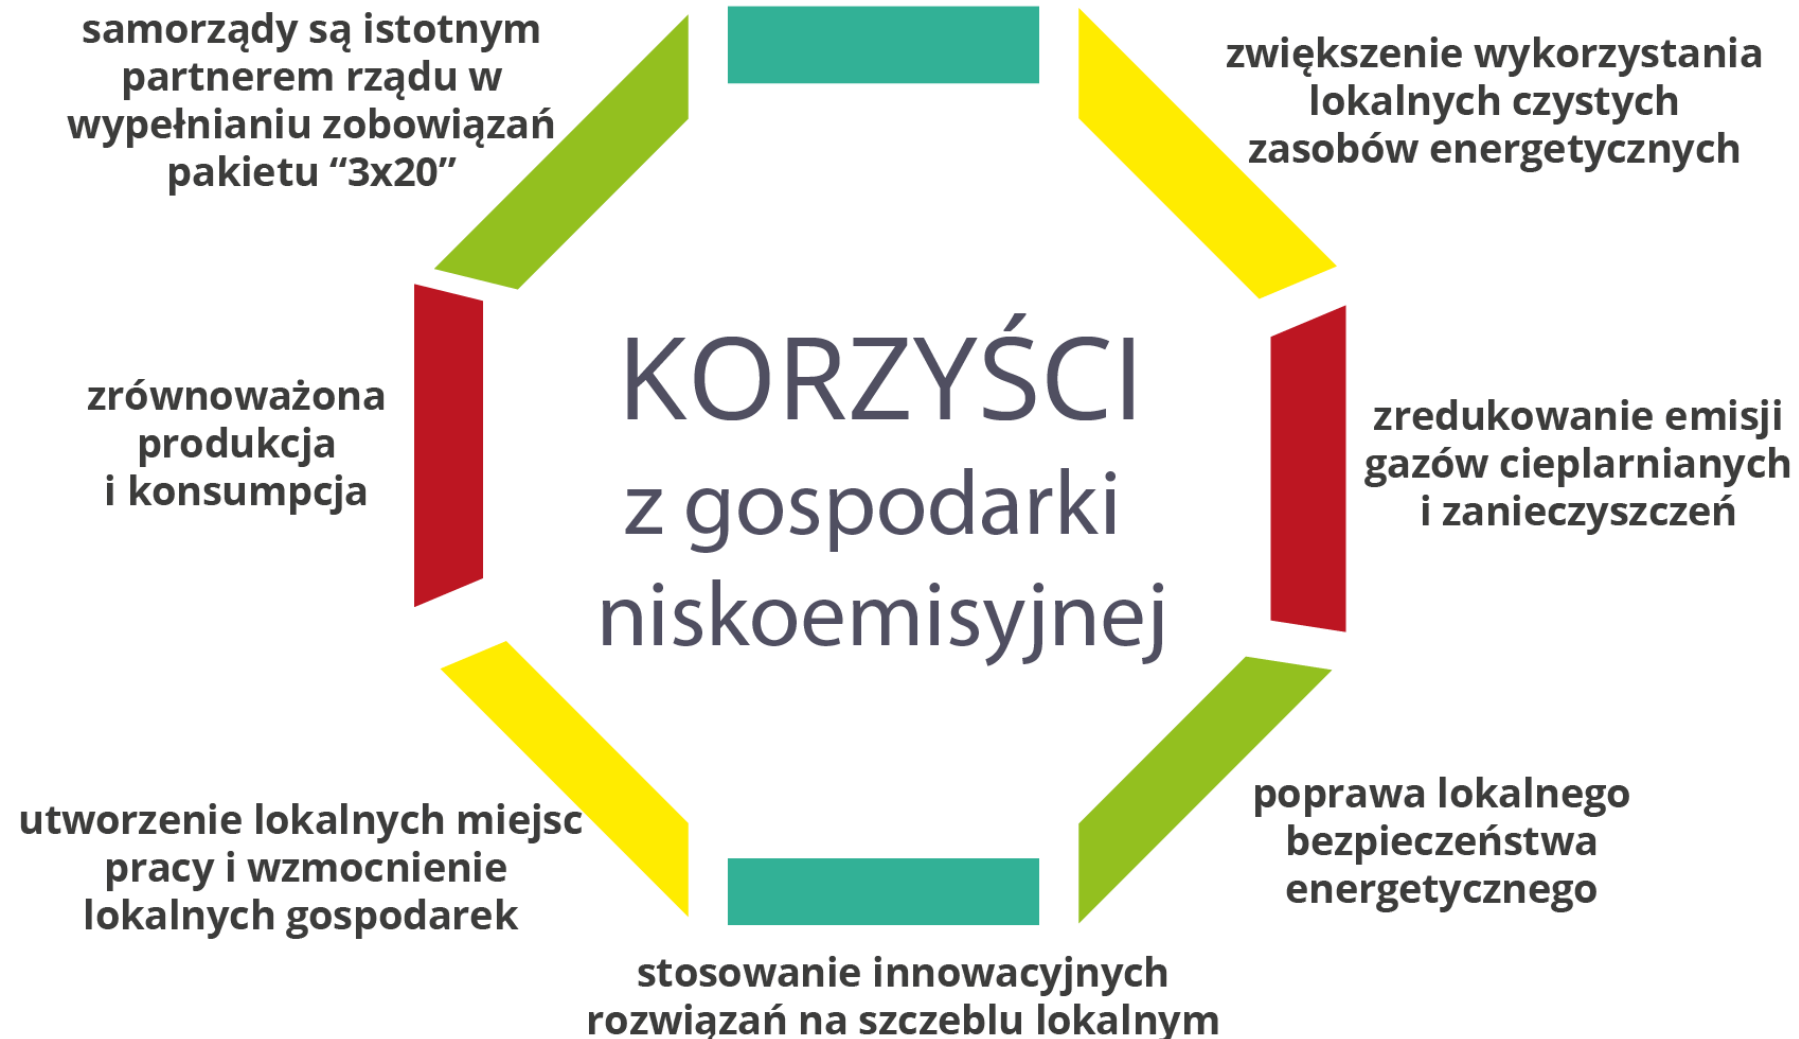 samorządy są istotnym
partnerem rządu w
wypełnianiu zobowiązań
pakietu “3x20”
zwiększenie wykorzystania
lokalnych czystych
zasobów energetycznych
KORZYŚCI
z gospodarki
niskoemisyjnej
zrównoważona
produkcja
i konsumpcja
zredukowanie emisji
gazów cieplarnianych
i zanieczyszczeń
utworzenie lokalnych miejsc
pracy i wzmocnienie
lokalnych gospodarek
poprawa lokalnego
bezpieczeństwa
energetycznego
stosowanie innowacyjnych
rozwiązań na szczeblu lokalnym